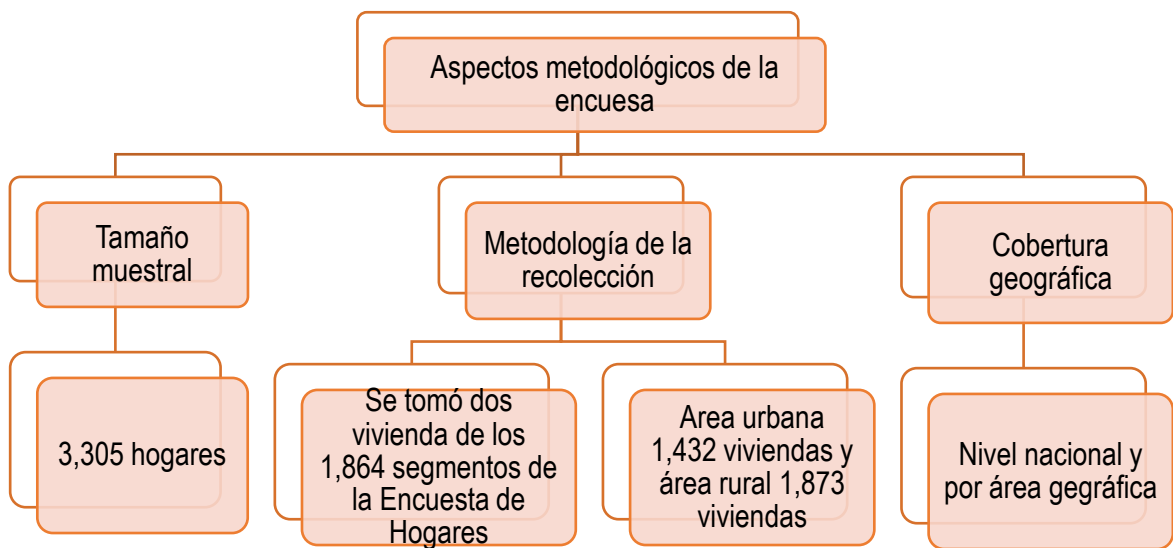 Aspectos metodológicos de la
encuesa
Tamaño
muestral
Metodología de la
recolección
Cobertura
geográfica
3,305 hogares
Se tomó dos
vivienda de los
1,864 segmentos de
la Encuesta de
Hogares
Area urbana
1,432 viviendas y
área rural 1,873
viviendas
Nivel nacional y
por área gegráfica